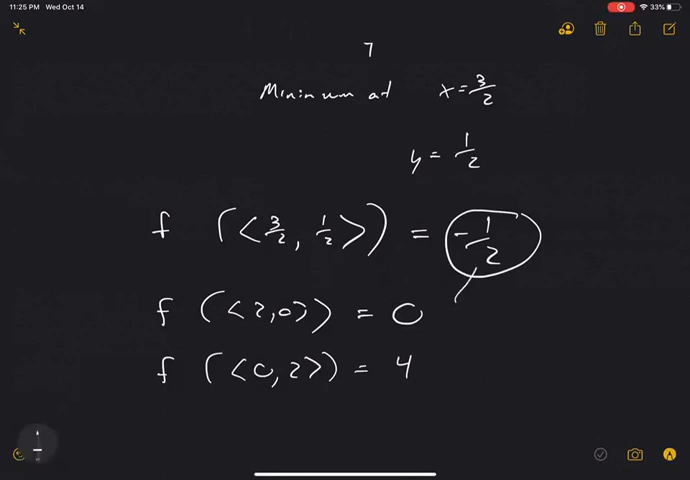 11:25 PM Wed Oct 14 33%
7
Minimum at x = 3/2
y = 1/2
f (<3/2, 1/2>) = -1/2
f (<2,0>) = 0
f (<0,2>) = 4